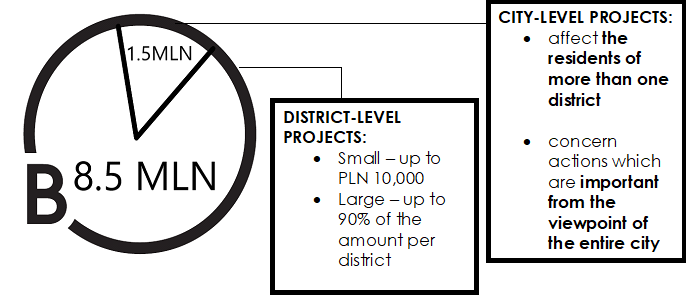 1.5MLN
B 8.5 MLN
DISTRICT-LEVEL
PROJECTS:
• Small – up to
PLN 10,000
• Large – up to
90% of the
amount per
district
CITY-LEVEL PROJECTS:
• affect the
residents of
more than one
district
• concern
actions which
are important
from the
viewpoint of
the entire city